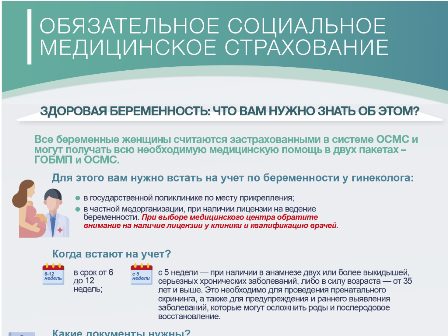 ОБЯЗАТЕЛЬНОЕ СОЦИАЛЬНОЕ
МЕДИЦИНСКОЕ СТРАХОВАНИЕ
ЗДОРОВАЯ БЕРЕМЕННОСТЬ: ЧТО ВАМ НУЖНО ЗНАТЬ ОБ ЭТОМ?
Все беременные женщины считаются застрахованными в системе ОСМС и
могут получать всю необходимую медицинскую помощь в двух пакетах –
ГОБМП и ОСМС.
Для этого вам нужно встать на учет по беременности у гинеколога:
в государственной поликлинике по месту прикрепления;
в частной медорганизации, при наличии лицензии на ведение
беременности. При выборе медицинского центра обратите
внимание на наличие лицензии у клиники и квалификацию врачей.
Когда встают на учет?
6-12
недель
в срок от 6
до 12
недель;
с 5
недель
с 5 недели — при наличии в анамнезе двух или более выкидышей,
серьезных хронических заболеваний, либо в силу возраста — от 35
лет и выше. Это необходимо для проведения пренатального
скрининга, а также для предупреждения и раннего выявления
заболеваний, которые могут осложнить роды и послеродовое
восстановление.
Какие документы нужны?